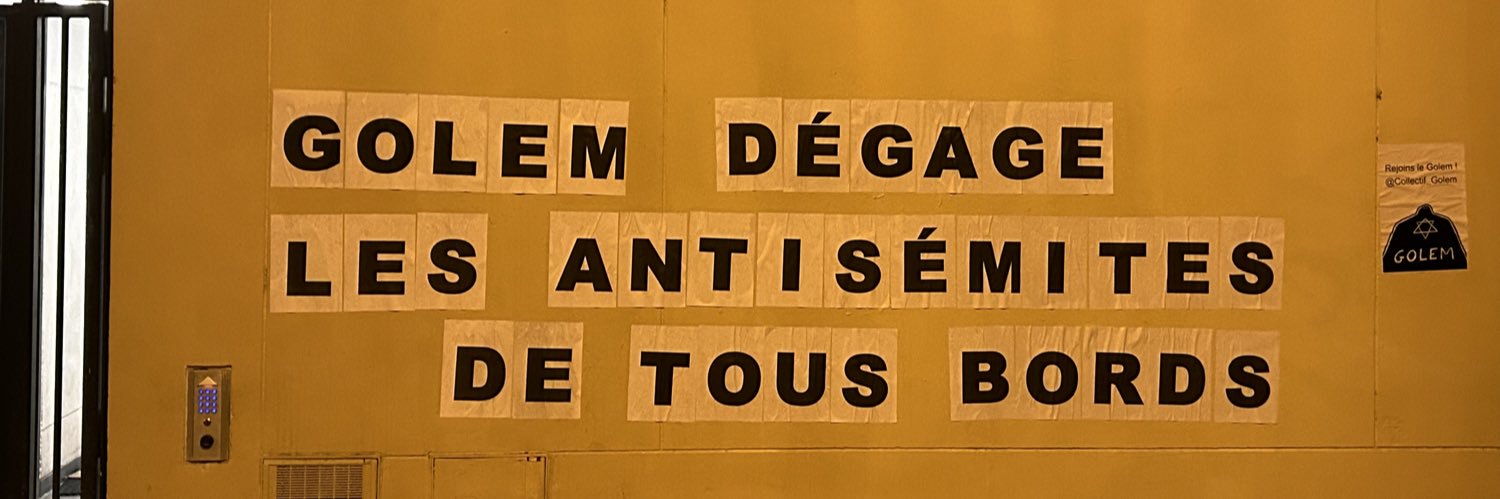 GOLEM DÉGAGE
LES ANTISÉMITES
DE TOUS BORDS
Rejoins le Golem !
@Collectif_Golem
GOLEM